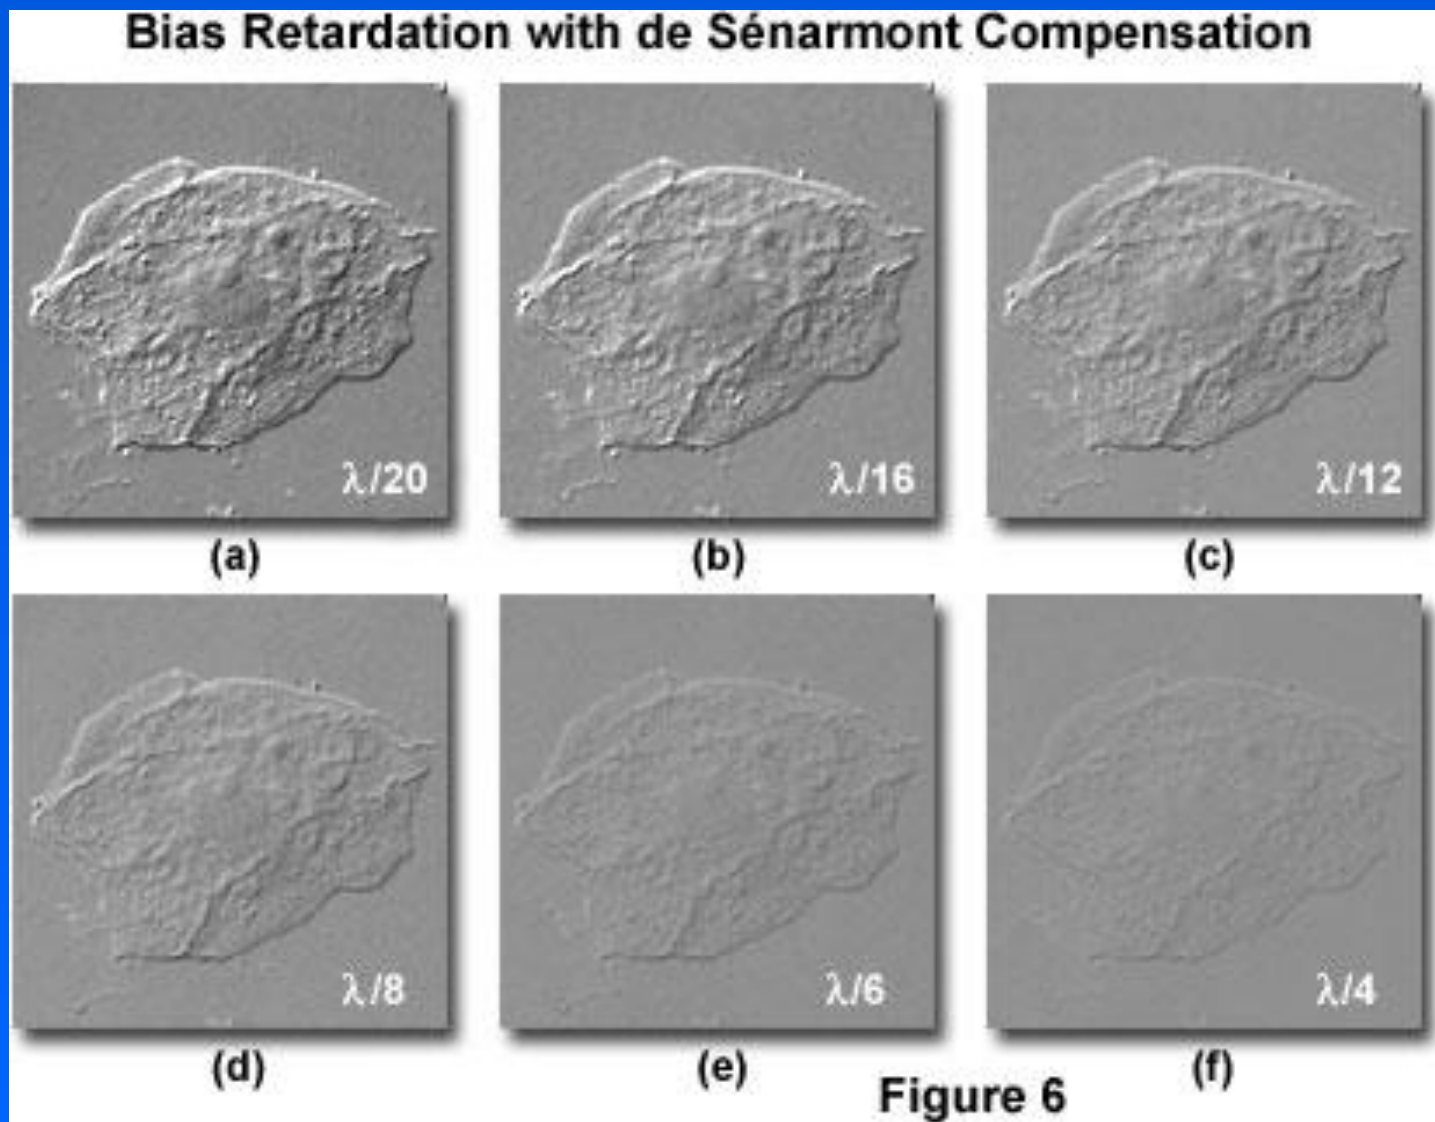 Bias Retardation with de Sénarmont Compensation
λ/20
λ/16
λ/12
(a)
(b)
(c)
λ/8
λ/6
λ/4
(d)
(e)
(f)
Figure 6